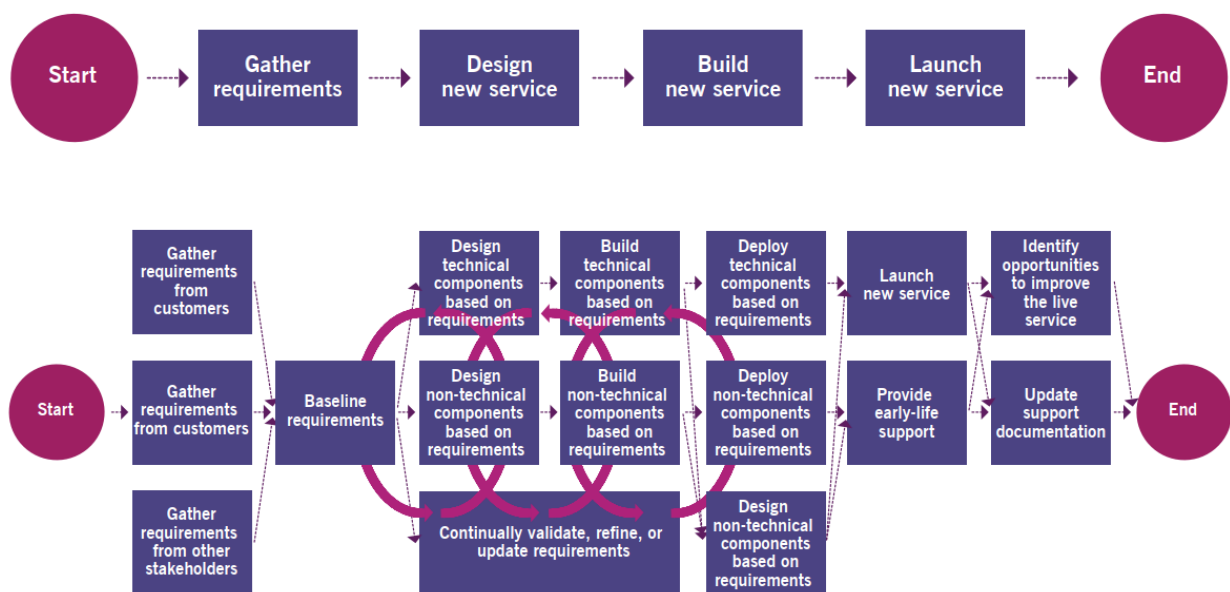 Start
Gather
requirements
Design
new service
Build
new service
Launch
new service
End
Gather
requirements
from
customers
Design
technical
components
based on
requirements
Build
technical
components
based on
requirements
Deploy
technical
components
based on
requirements
Launch
new service
Identify
opportunities
to improve
the live
service
Start
Gather
requirements
from customers
Baseline
requirements
Design
non-technical
components
based on
requirements
Build
non-technical
components
based on
requirements
Deploy
non-technical
components
based on
requirements
Provide
early-life
support
Update
support
documentation
End
Gather
requirements
from other
stakeholders
Continually validate, refine, or
update requirements
Design
non-technical
components
based on
requirements